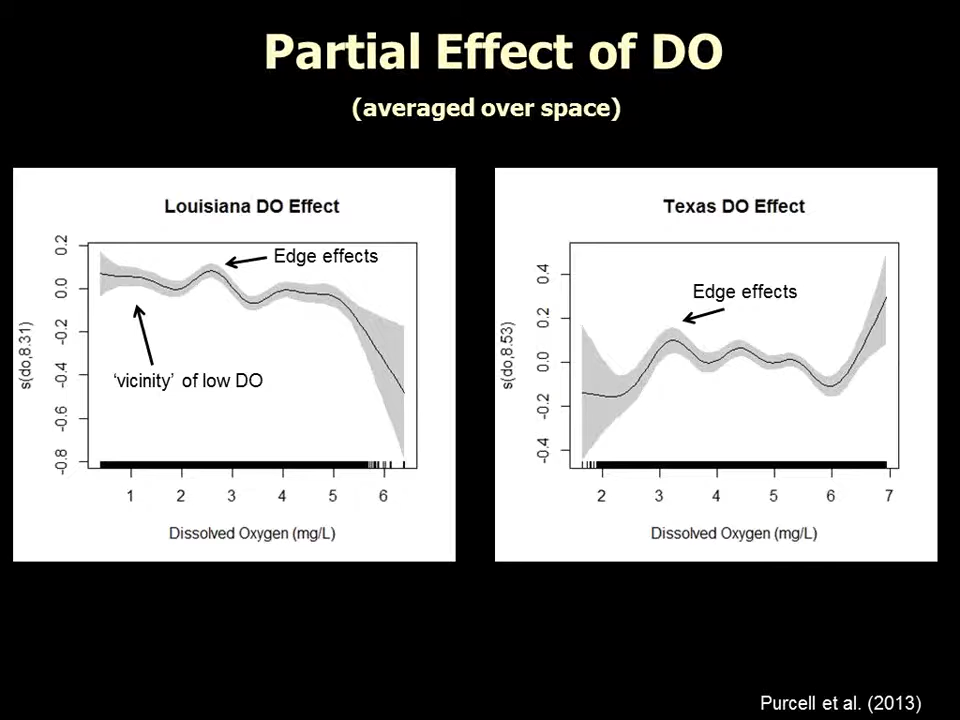 Partial Effect of DO
(averaged over space)
Louisiana DO Effect
Edge effects
'vicinity' of low DO
s(do,8.31)
0.2
0.0
-0.2
-0.4
-0.6
-0.8
1 2 3 4 5 6
Dissolved Oxygen (mg/L)
Texas DO Effect
Edge effects
s(do,8.53)
0.4
0.2
0.0
-0.2
-0.4
2 3 4 5 6 7
Dissolved Oxygen (mg/L)
Purcell et al. (2013)